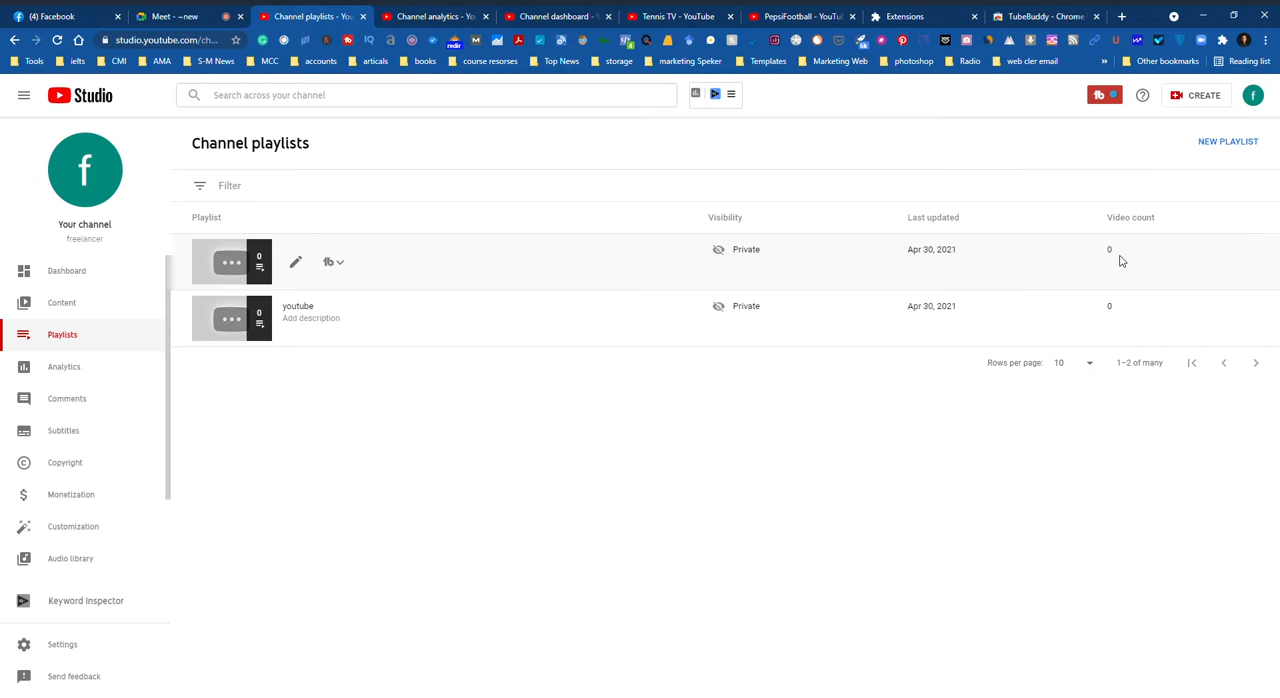 (4) Facebook
Meet - ~new
Channel playlists - You
Channel analytics - You
Channel dashboard - Y
Tennis TV - YouTube
PepsiFootball - YouTu
Extensions
TubeBuddy - Chrome
studio.youtube.com/ch...
Tools
ielts
CMI
AMA
S-M News
MCC
accounts
articals
books
course resorses
Top News
storage
marketing Speker
Templates
Marketing Web
photoshop
Radio
web cler email
»
Other bookmarks
Reading list
Studio
Search across your channel
CREATE
f
f
Channel playlists
NEW PLAYLIST
Your channel
freelancer
Filter
Playlist
Visibility
Last updated
Video count
0
Private
Apr 30, 2021
0
0
youtube
Add description
Private
Apr 30, 2021
0
Rows per page:
10
1–2 of many
Dashboard
Content
Playlists
Analytics
Comments
Subtitles
Copyright
Monetization
Customization
Audio library
Keyword Inspector
Settings
Send feedback